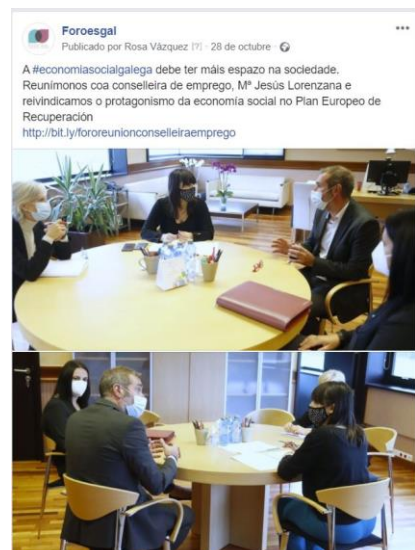 Foroesgal
Publicado por Rosa Vázquez [?] · 28 de octubre ·
A #economiasocialgalega debe ter máis espazo na sociedade.
Reunímonos coa conselleira de emprego, Mª Jesús Lorenzana e
reivindicamos o protagonismo da economía social no Plan Europeo de
Recuperación
http://bit.ly/fororeunionconselleiraemprego